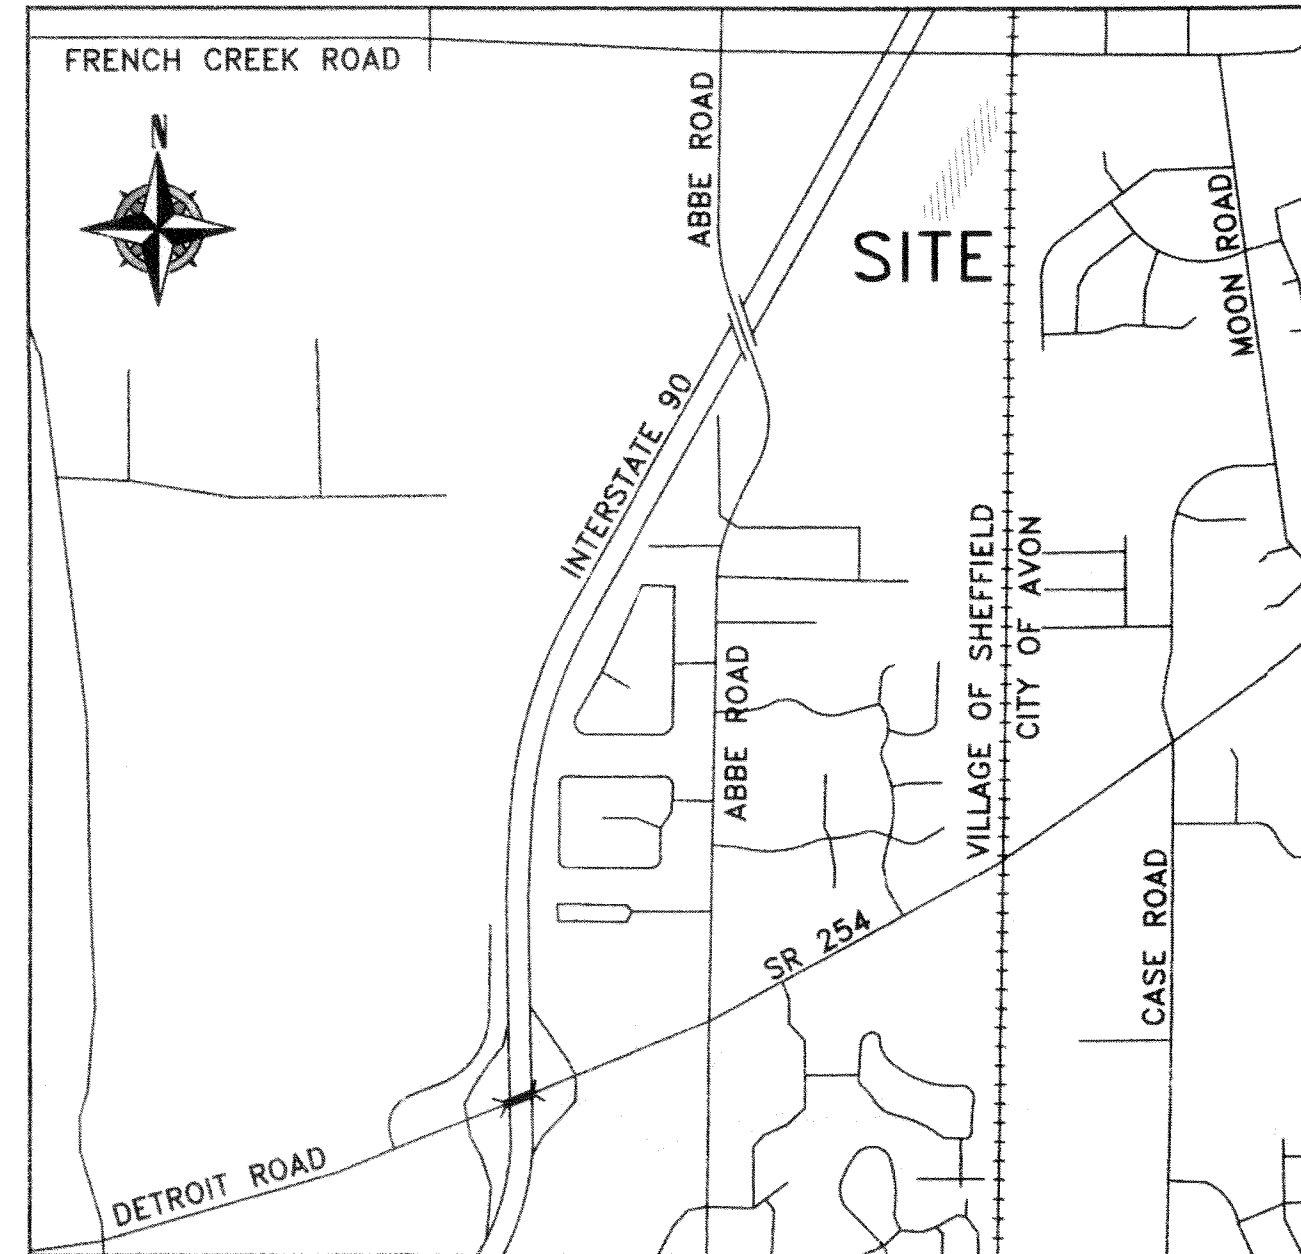 FRENCH CREEK ROAD
N
ABBE ROAD
SITE
MOON ROAD
INTERSTATE 90
VILLAGE OF SHEFFIELD
CITY OF AVON
ABBE ROAD
SR 254
CASE ROAD
DETROIT ROAD